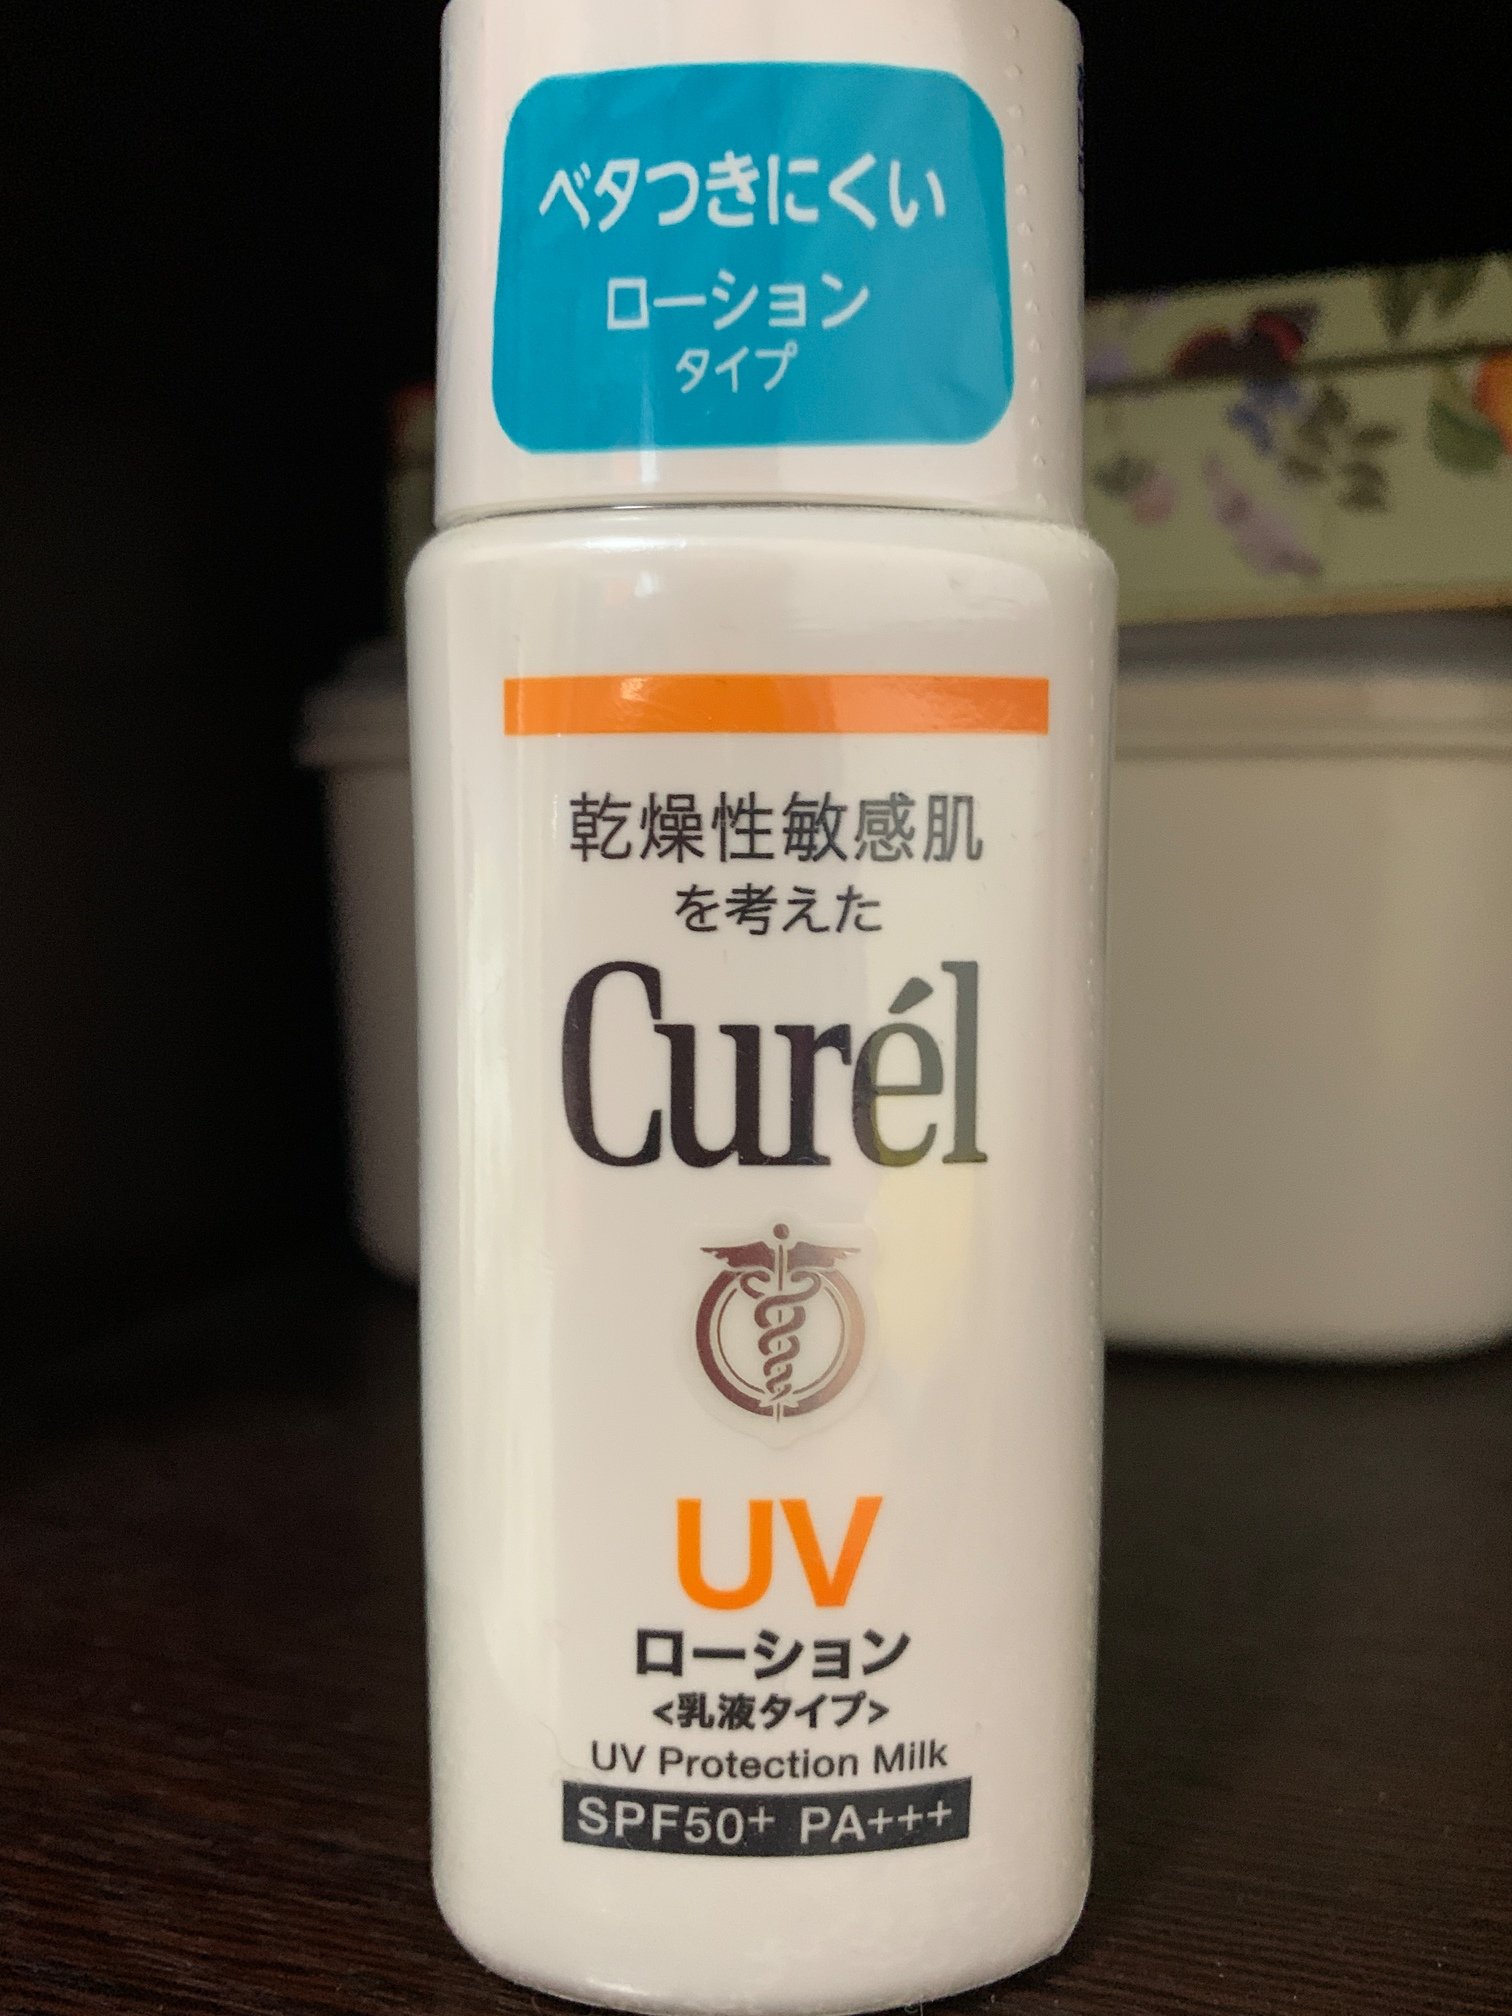 ベタつきにくい
ローション
タイプ
乾燥性敏感肌
を考えた
Curél
UV
ローション
<乳液タイプ>
UV Protection Milk
SPF50+ PA+++